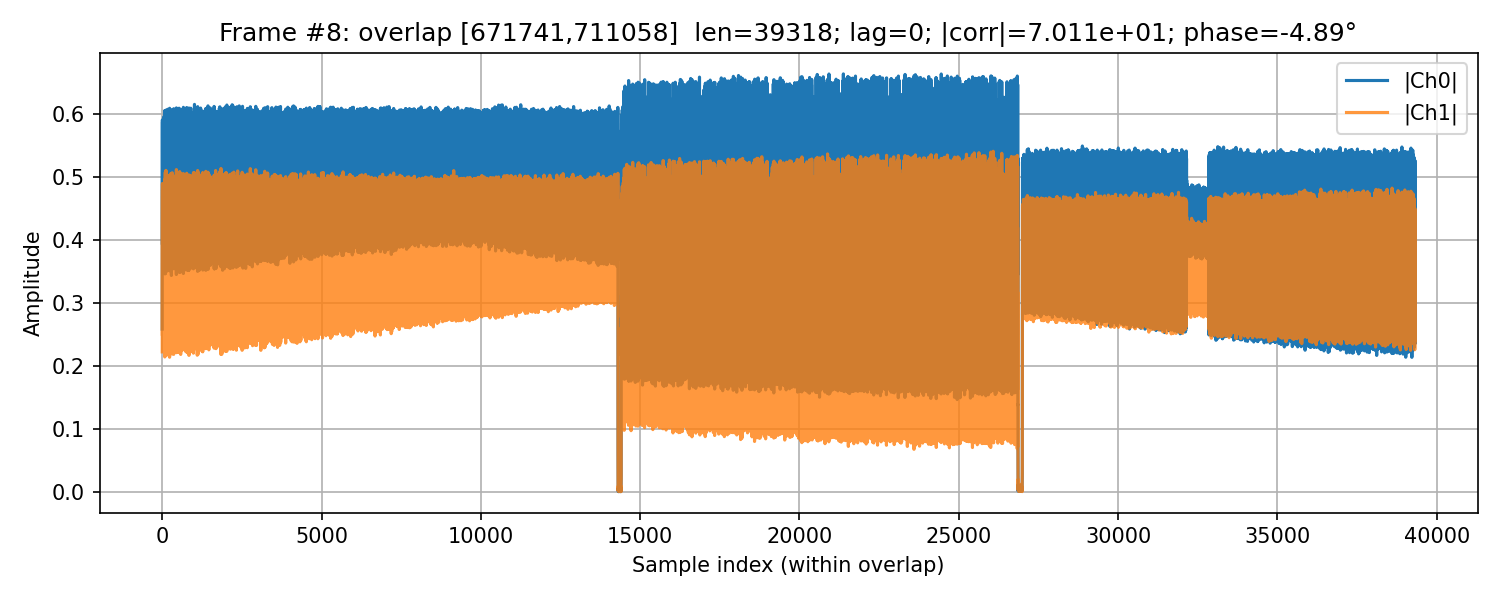 Frame #8: overlap [671741,711058]  len=39318; lag=0; |corr|=7.011e+01; phase=-4.89°
|Ch0|
|Ch1|
Amplitude
0.6
0.5
0.4
0.3
0.2
0.1
0.0
0 5000 10000 15000 20000 25000 30000 35000 40000
Sample index (within overlap)